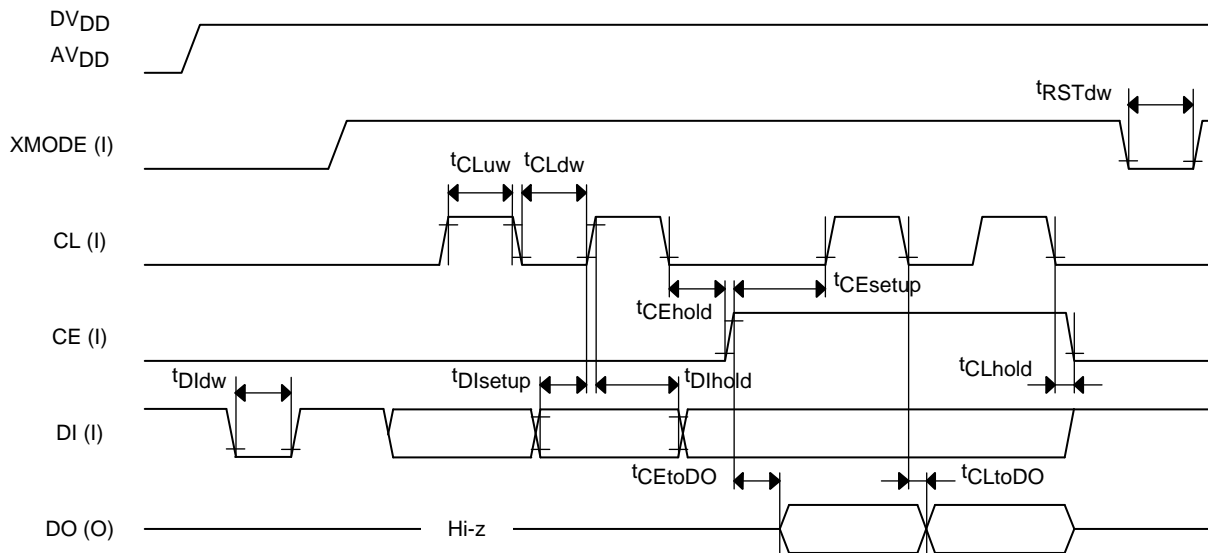 DVDD
AVDD
tRSTdw
XMODE (I)
tCLuw
tCLdw
CL (I)
tCEsetup
tCEhold
CE (I)
tDIdw
tDIsetup
tDIhold
tCLhold
DI (I)
tCEtoDO
tCLtoDO
DO (O)
Hi-z